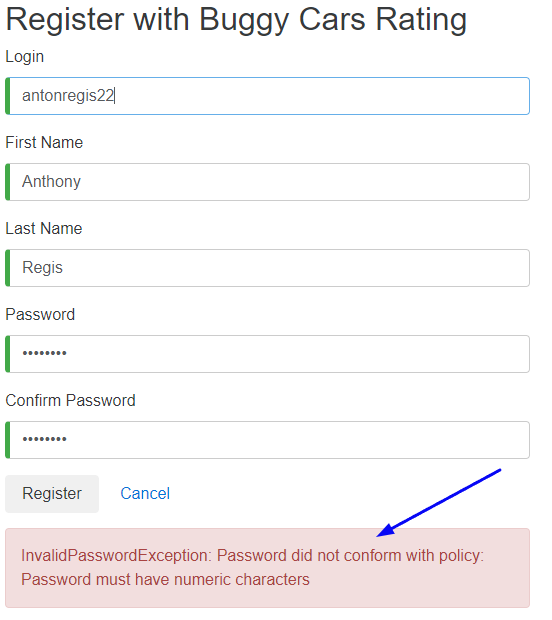 Register with Buggy Cars Rating
Login
antonregis22
First Name
Anthony
Last Name
Regis
Password
••••••••
Confirm Password
••••••••
Register Cancel
InvalidPasswordException: Password did not conform with policy:
Password must have numeric characters